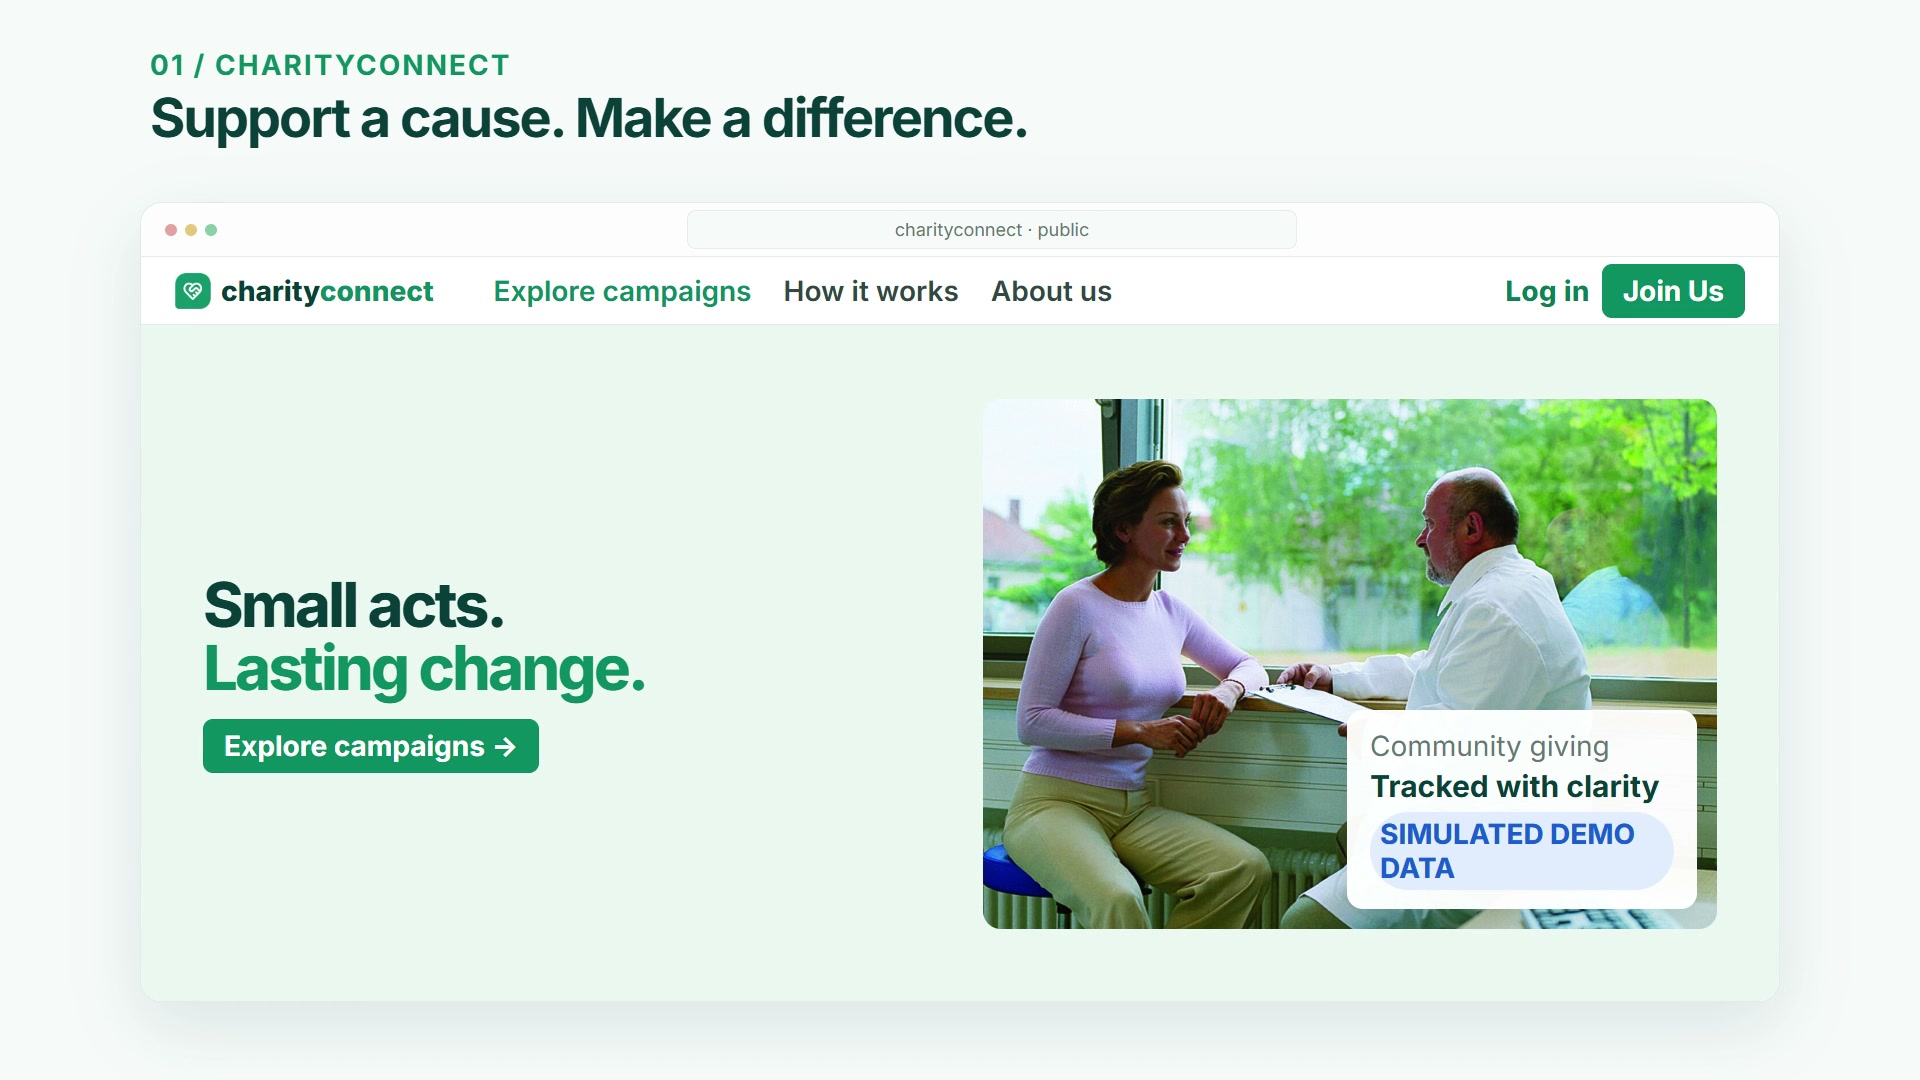 01 / CHARITYCONNECT
Support a cause. Make a difference.
charityconnect · public
charityconnect
Explore campaigns
How it works
About us
Log in
Join Us
Small acts.
Lasting change.
Explore campaigns →
Community giving
Tracked with clarity
SIMULATED DEMO
DATA